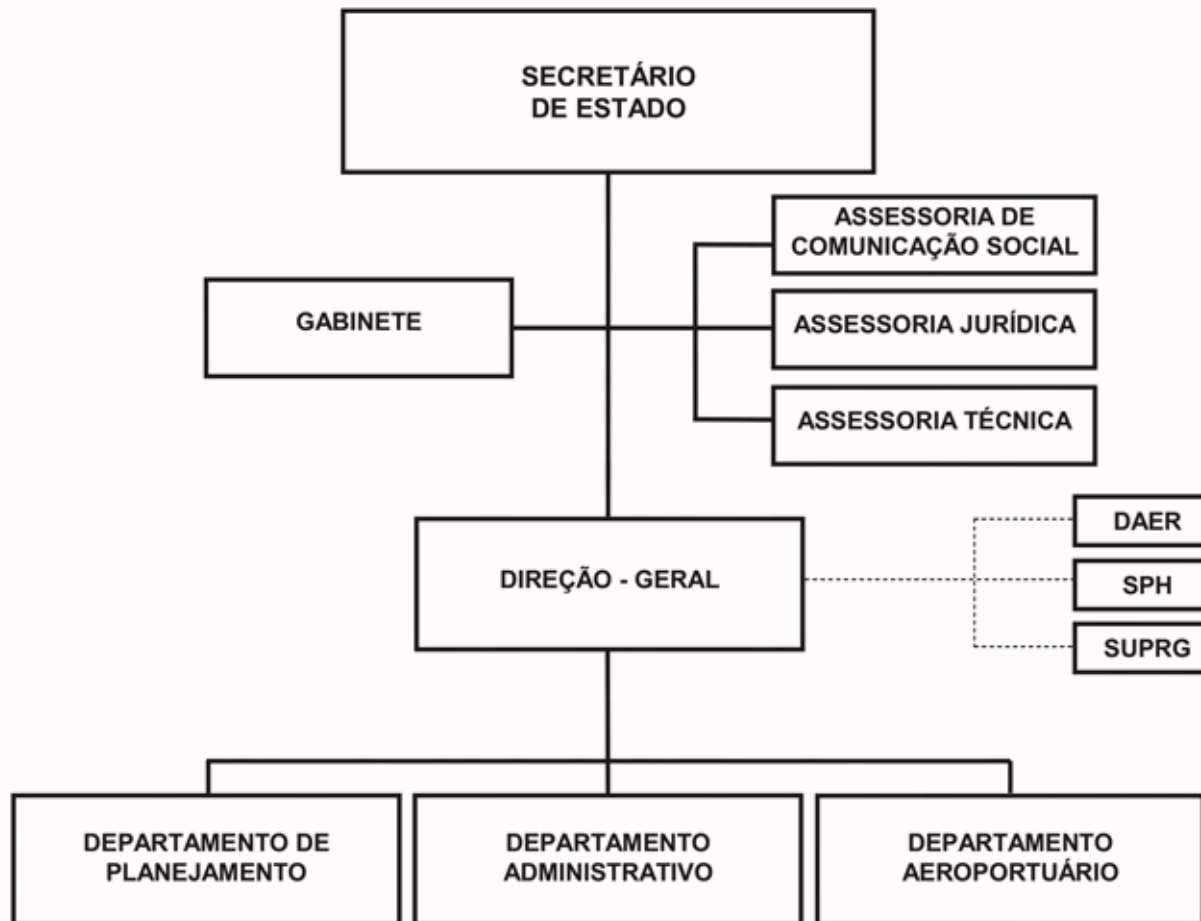 SECRETÁRIO
DE ESTADO
ASSESSORIA DE
COMUNICAÇÃO SOCIAL
GABINETE
ASSESSORIA JURÍDICA
ASSESSORIA TÉCNICA
DAER
DIREÇÃO - GERAL
SPH
SUPRG
DEPARTAMENTO DE
PLANEJAMENTO
DEPARTAMENTO
ADMINISTRATIVO
DEPARTAMENTO
AEROPORTUÁRIO